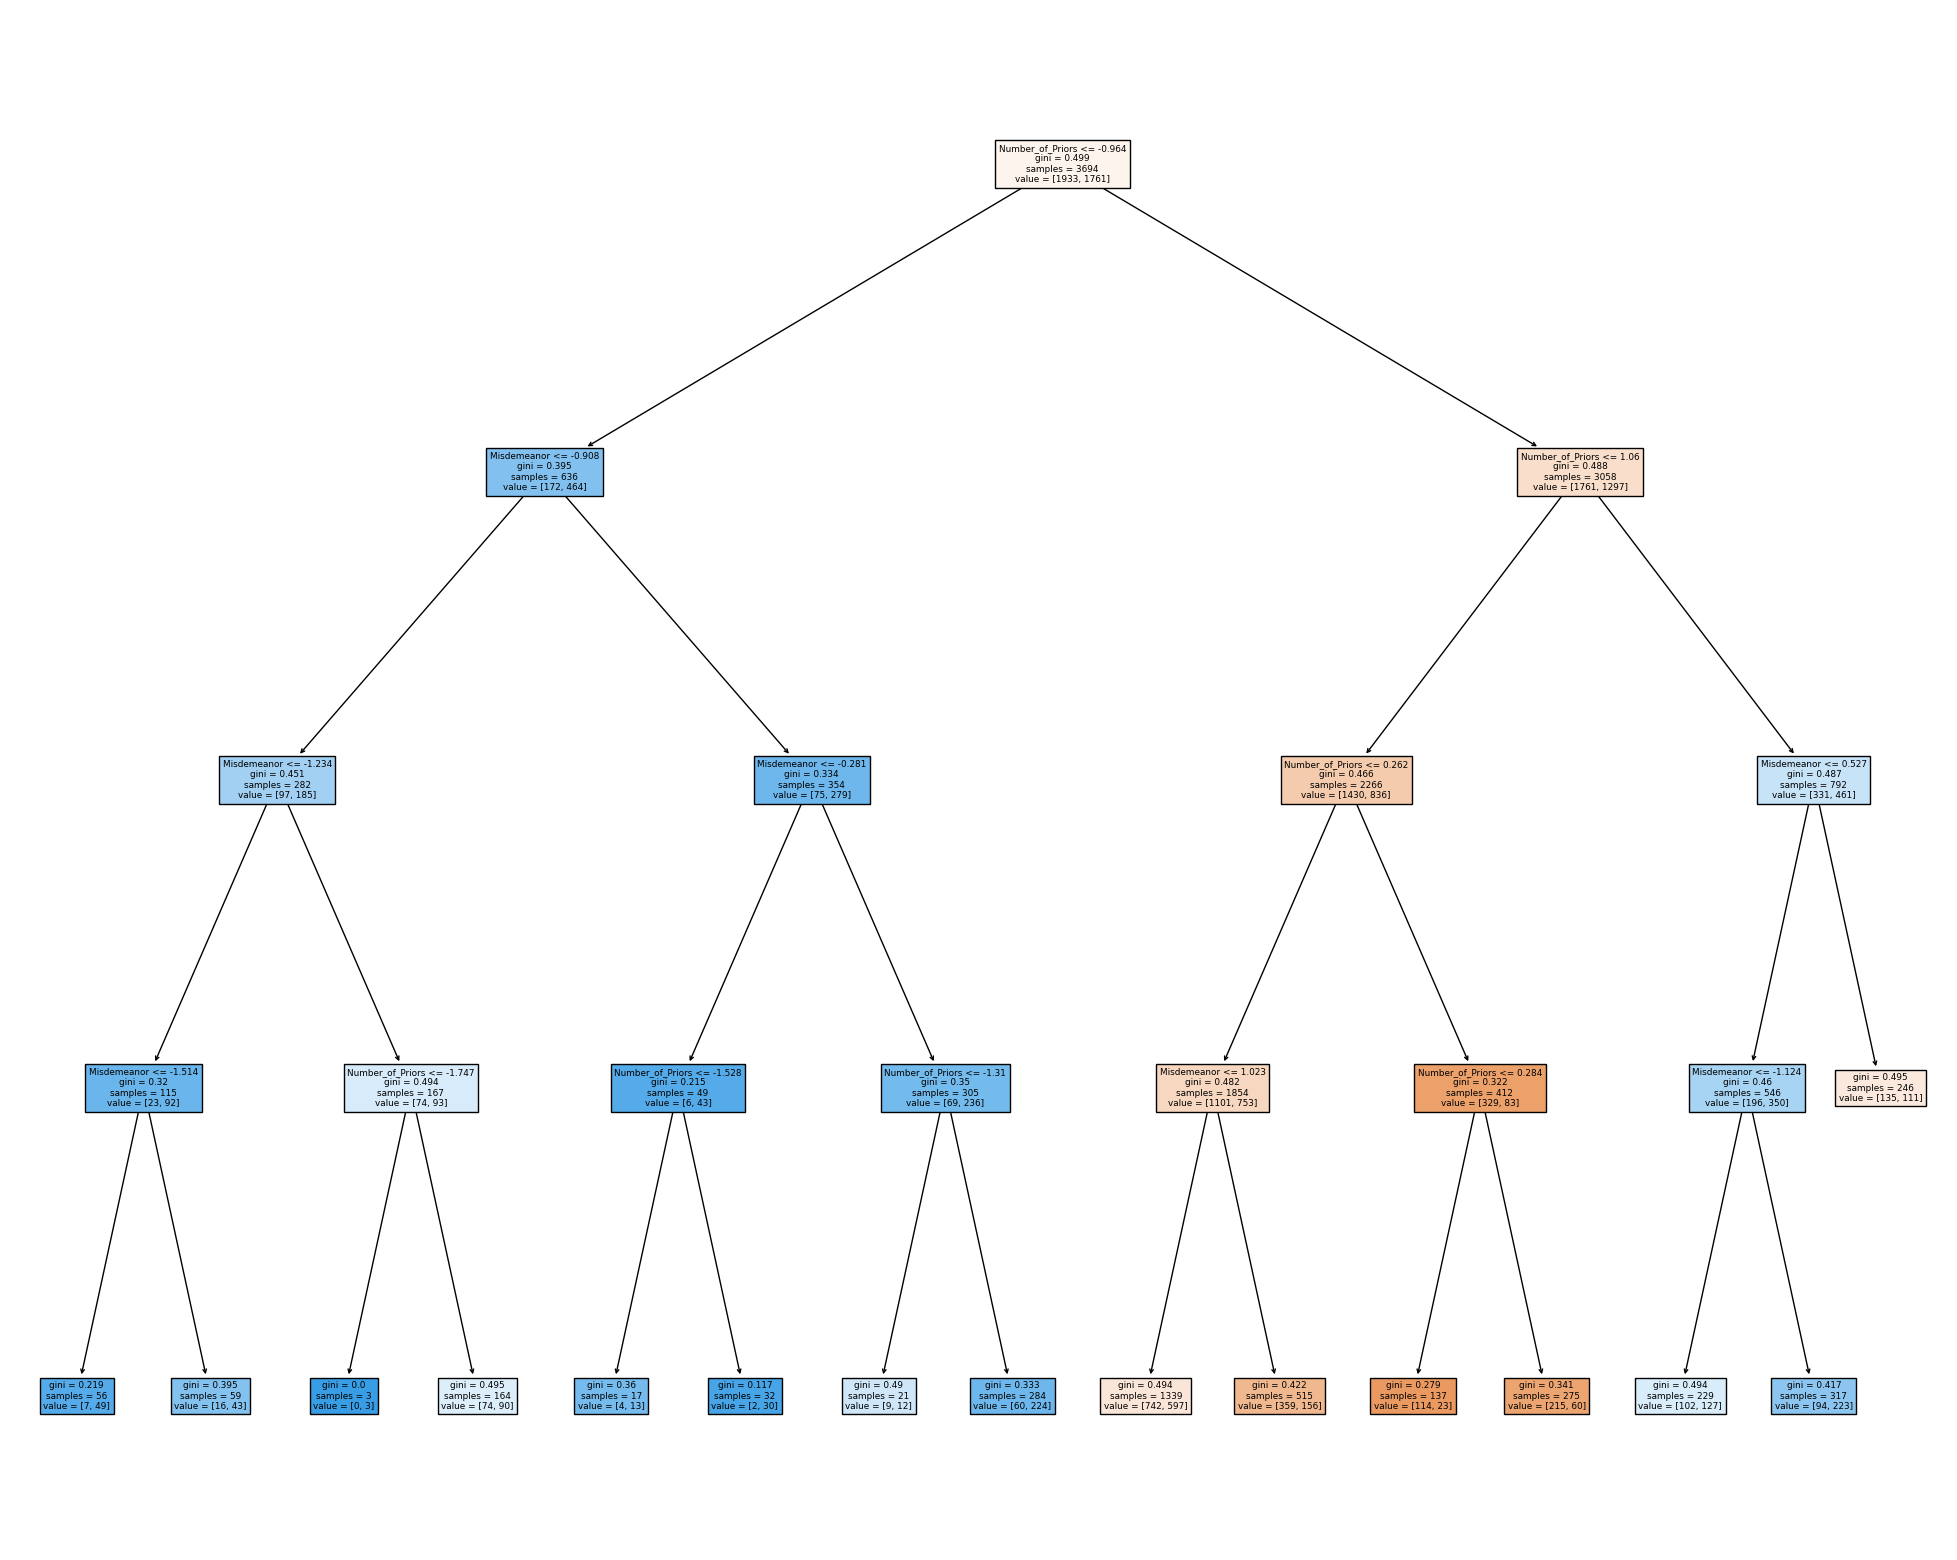 Number_of_Priors <= -0.964
gini = 0.499
samples = 3694
value = [1933, 1761]
Misdemeanor <= -0.908
gini = 0.395
samples = 636
value = [172, 464]
Number_of_Priors <= 1.06
gini = 0.488
samples = 3058
value = [1761, 1297]
Misdemeanor <= -1.234
gini = 0.451
samples = 282
value = [97, 185]
Misdemeanor <= -0.281
gini = 0.334
samples = 354
value = [75, 279]
Number_of_Priors <= 0.262
gini = 0.466
samples = 2266
value = [1430, 836]
Misdemeanor <= 0.527
gini = 0.487
samples = 792
value = [331, 461]
Misdemeanor <= -1.514
gini = 0.32
samples = 115
value = [23, 92]
Number_of_Priors <= -1.747
gini = 0.494
samples = 167
value = [74, 93]
Number_of_Priors <= -1.528
gini = 0.215
samples = 49
value = [6, 43]
Number_of_Priors <= -1.31
gini = 0.35
samples = 305
value = [69, 236]
Misdemeanor <= 1.023
gini = 0.482
samples = 1854
value = [1101, 753]
Number_of_Priors <= 0.284
gini = 0.322
samples = 412
value = [329, 83]
Misdemeanor <= -1.124
gini = 0.46
samples = 546
value = [196, 350]
gini = 0.495
samples = 246
value = [135, 111]
gini = 0.219
samples = 56
value = [7, 49]
gini = 0.395
samples = 59
value = [16, 43]
gini = 0.0
samples = 3
value = [0, 3]
gini = 0.495
samples = 164
value = [74, 90]
gini = 0.36
samples = 17
value = [4, 13]
gini = 0.117
samples = 32
value = [2, 30]
gini = 0.49
samples = 21
value = [9, 12]
gini = 0.333
samples = 284
value = [60, 224]
gini = 0.494
samples = 1339
value = [742, 597]
gini = 0.422
samples = 515
value = [359, 156]
gini = 0.279
samples = 137
value = [114, 23]
gini = 0.341
samples = 275
value = [215, 60]
gini = 0.494
samples = 229
value = [102, 127]
gini = 0.417
samples = 317
value = [94, 223]